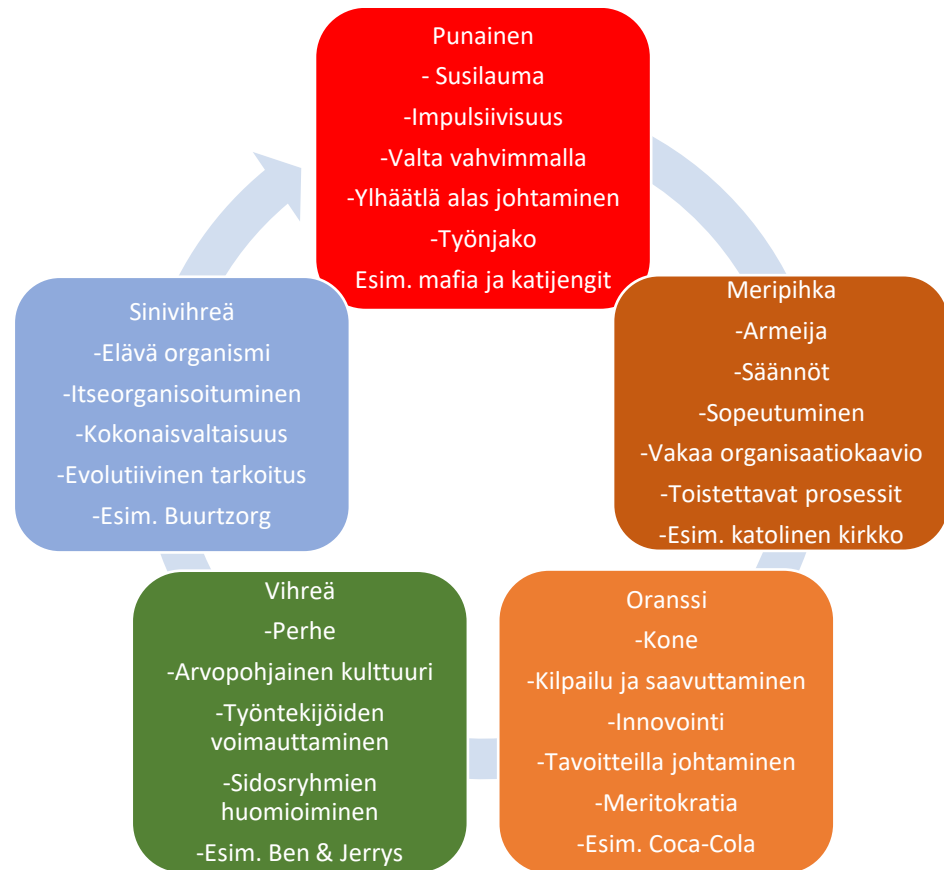 Punainen
- Susilauma
-Impulsiivisuus
-Valta vahvimmalla
-Ylhäätlä alas johtaminen
-Työnjako
Esim. mafia ja katijengit
Meripihka
-Armeija
-Säännöt
-Sopeutuminen
-Vakaa organisaatiokaavio
-Toistettavat prosessit
-Esim. katolinen kirkko
Oranssi
-Kone
-Kilpailu ja saavuttaminen
-Innovointi
-Tavoitteilla johtaminen
-Meritokratia
-Esim. Coca-Cola
Vihreä
-Perhe
-Arvopohjainen kulttuuri
-Työntekijöiden
voimauttaminen
-Sidosryhmien
huomioiminen
-Esim. Ben & Jerrys
Sinivihreä
-Elävä organismi
-Itseorganisoituminen
-Kokonaisvaltaisuus
-Evolutiivinen tarkoitus
-Esim. Buurtzorg